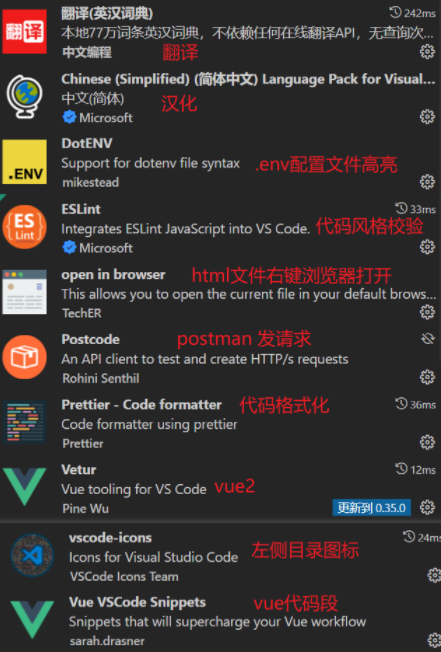 翻译
翻译(英汉词典)
242ms
本地77万词条英汉词典，不依赖任何在线翻译API，无查询次...
中文编程
翻译
Chinese (Simplified) (简体中文) Language Pack for Visual...
中文(简体)
汉化
Microsoft
.ENV
DotENV
Support for dotenv file syntax
.env配置文件高亮
mikestead
ES
Lint
ESLint
33ms
Integrates ESLint JavaScript into VS Code.
代码风格校验
Microsoft
open in browser
html文件右键浏览器打开
This allows you to open the current file in your default brows...
TechER
Postcode
postman 发请求
An API client to test and create HTTP/s requests
Rohini Senthil
Prettier - Code formatter
代码格式化
36ms
Code formatter using prettier
Prettier
Vetur
12ms
Vue tooling for VS Code
vue2
Pine Wu
更新到 0.35.0
vscode-icons
24ms
Icons for Visual Studio Code
左侧目录图标
VSCode Icons Team
Vue VSCode Snippets
vue代码段
Snippets that will supercharge your Vue workflow
sarah.drasner